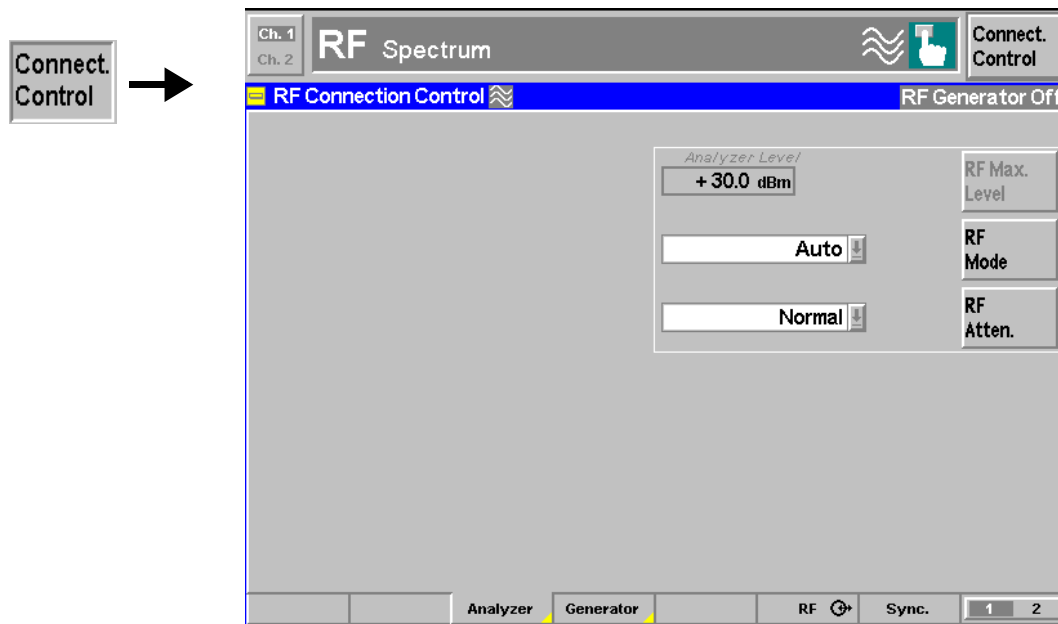 Connect.
Control
Ch. 1
Ch. 2
RF Spectrum
Connect.
Control
RF Connection Control
RF Generator Off
Analyzer Level
+ 30.0 dBm
RF Max.
Level
Auto
RF
Mode
Normal
RF
Atten.
Analyzer
Generator
RF
Sync.
1 2